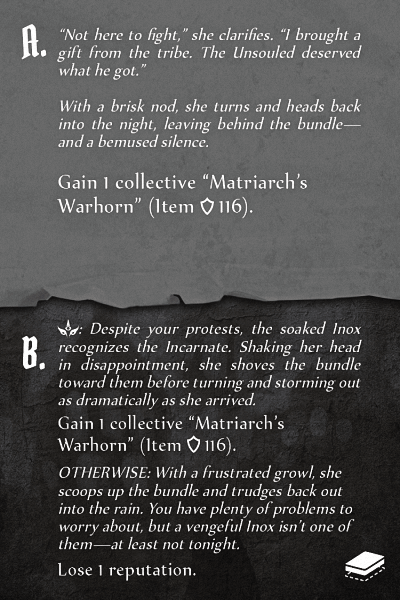 A.
“Not here to fight,” she clarifies. “I brought a
gift from the tribe. The Unsouled deserved
what he got.”
With a brisk nod, she turns and heads back
into the night, leaving behind the bundle—
and a bemused silence.
Gain 1 collective “Matriarch’s
Warhorn” (Item 116).
B.
: Despite your protests, the soaked Inox
recognizes the Incarnate. Shaking her head
in disappointment, she shoves the bundle
toward them before turning and storming out
as dramatically as she arrived.
Gain 1 collective “Matriarch’s
Warhorn” (Item 116).
OTHERWISE: With a frustrated growl, she
scoops up the bundle and trudges back out
into the rain. You have plenty of problems to
worry about, but a vengeful Inox isn’t one of
them—at least not tonight.
Lose 1 reputation.